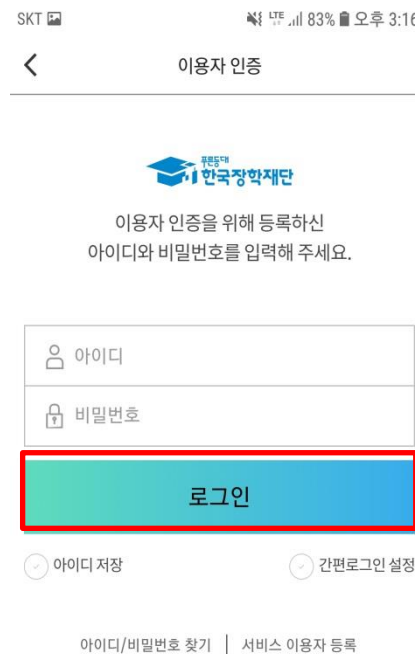 SKT LTE 83% 오후 3:16
이용자 인증
푸른등대
한국장학재단
이용자 인증을 위해 등록하신
아이디와 비밀번호를 입력해 주세요.
아이디
비밀번호
로그인
아이디 저장 간편로그인 설정
아이디/비밀번호 찾기 | 서비스 이용자 등록